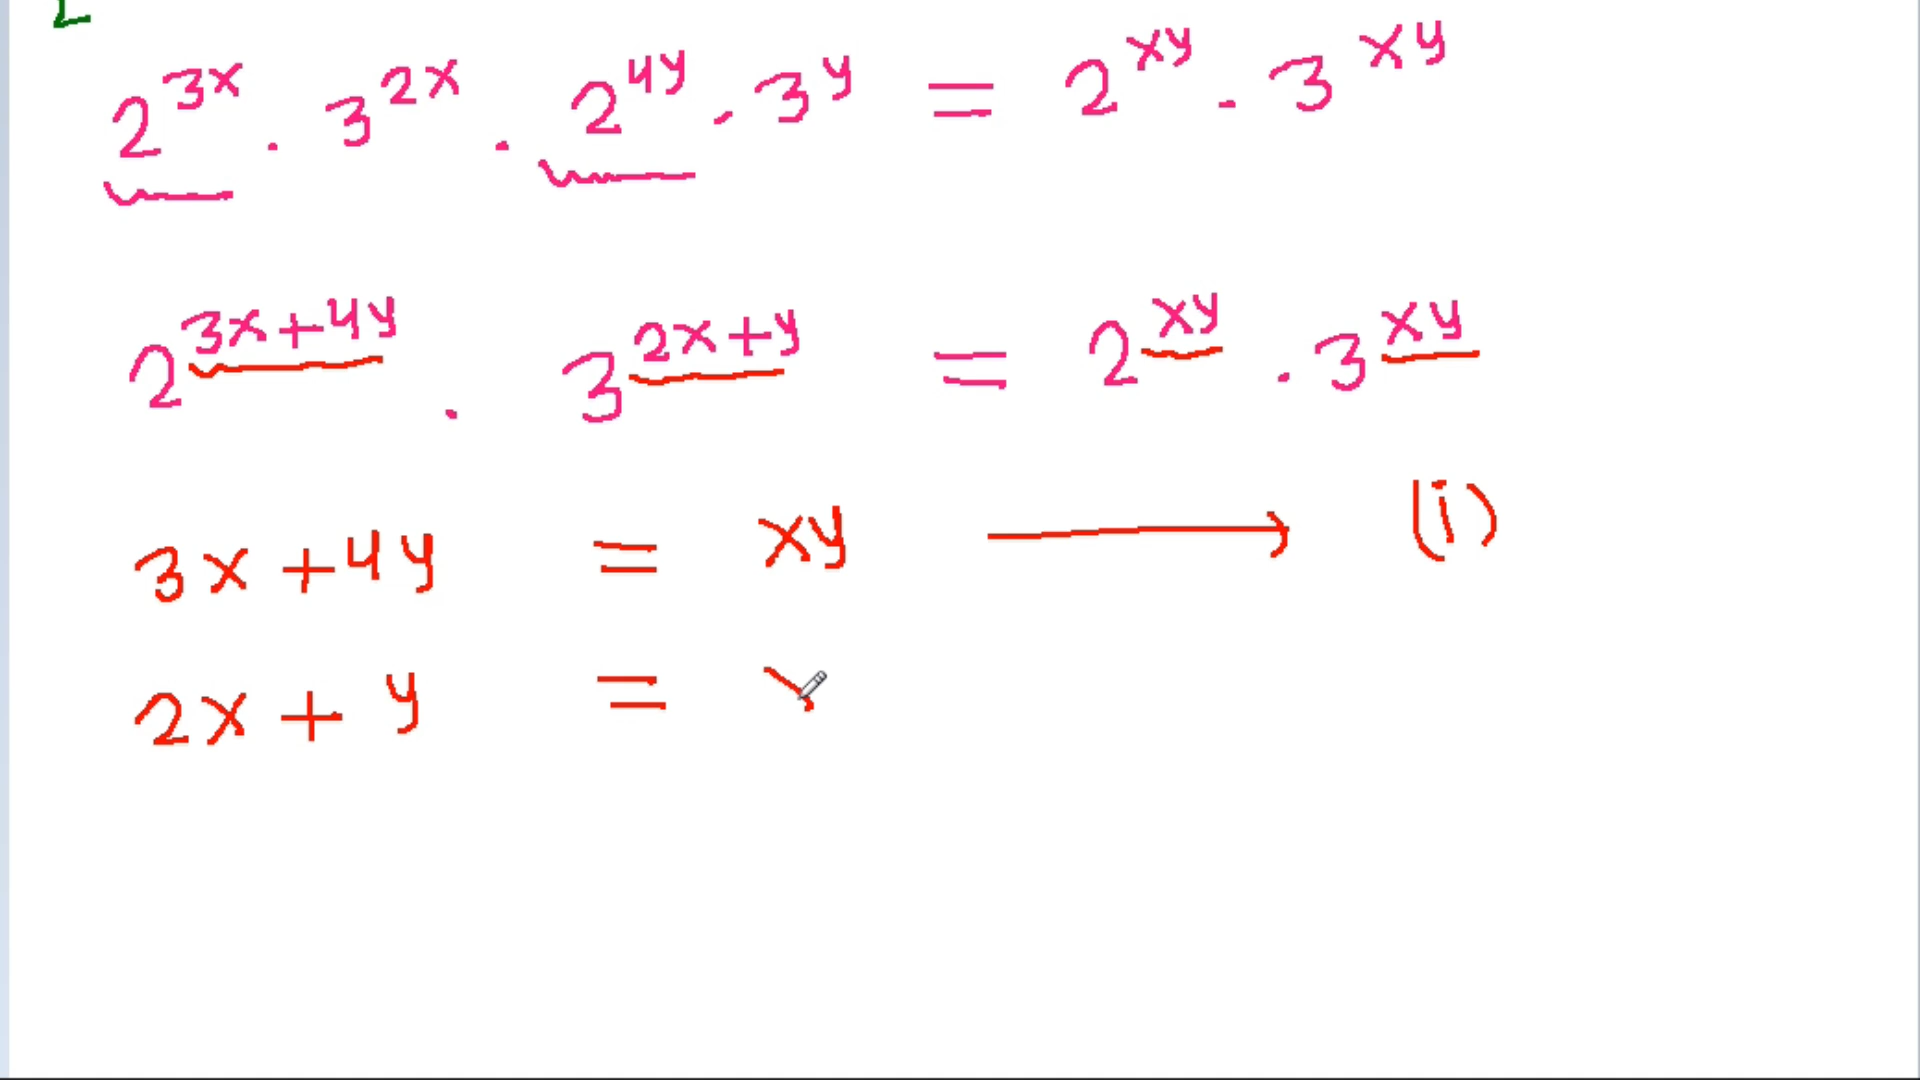 2^{3x} . 3^{2x} . 2^{4y} . 3^{y} = 2^{xy} . 3^{xy}
2^{3x+4y} . 3^{2x+y} = 2^{xy} . 3^{xy}
3x + 4y = xy → (i)
2x + y =